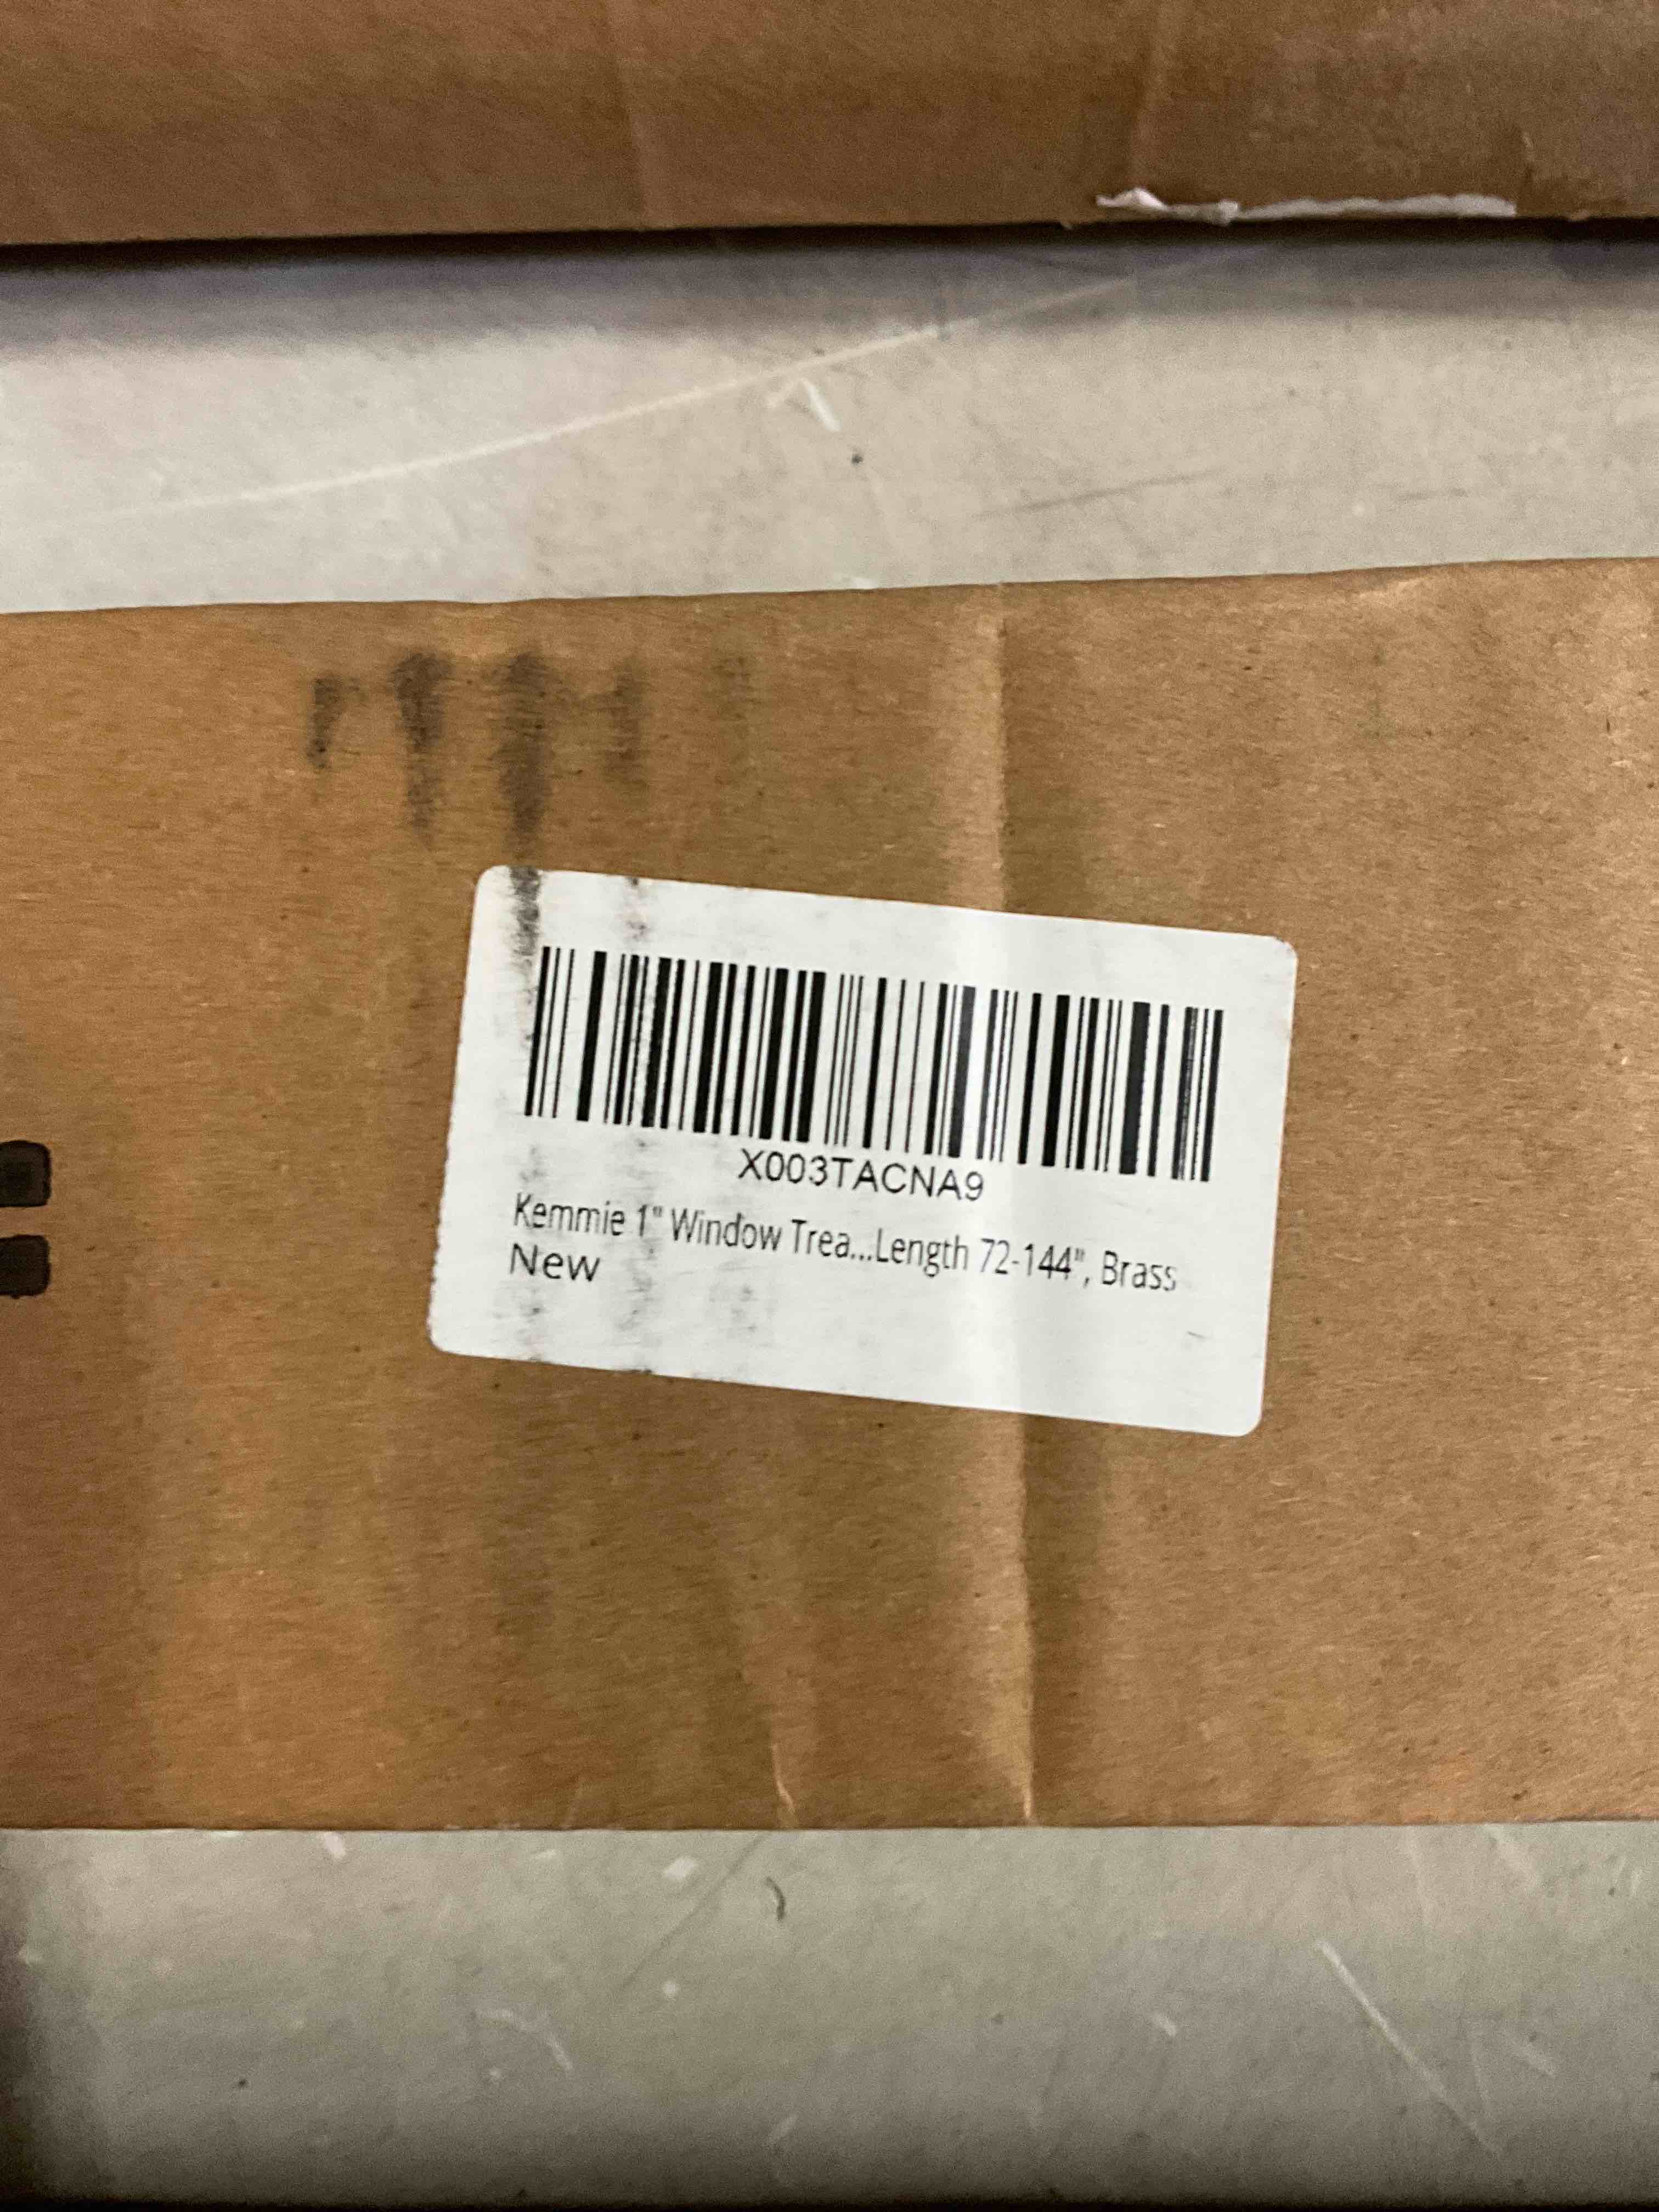 X003TACNA9
Kemmie 1" Window Trea...Length 72-144", Brass
New